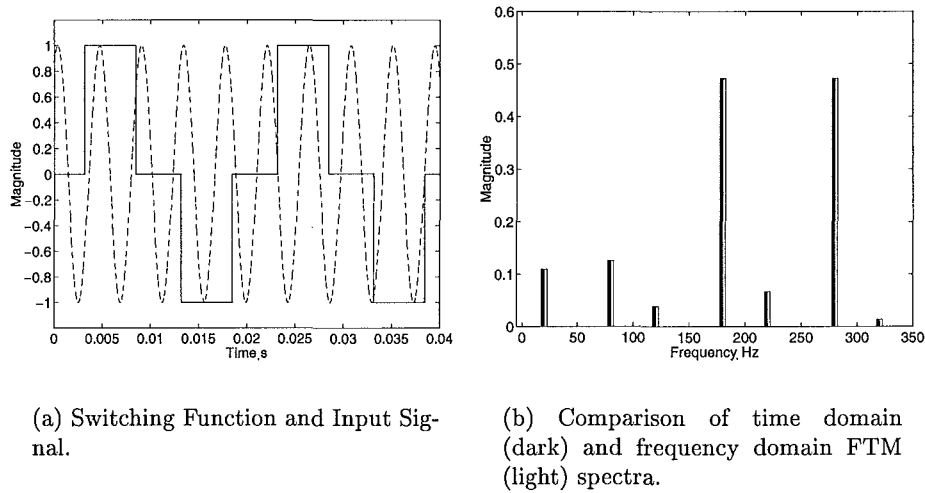 1
0.8
0.6
0.4
0.2
0
−0.2
−0.4
−0.6
−0.8
−1
Magnitude
0 0.005 0.01 0.015 0.02 0.025 0.03 0.035 0.04
Time,s
0.6
0.5
0.4
0.3
0.2
0.1
0
Magnitude
0 50 100 150 200 250 300 350
Frequency, Hz
(a) Switching Function and Input Sig-
nal.
(b) Comparison of time domain
(dark) and frequency domain FTM
(light) spectra.